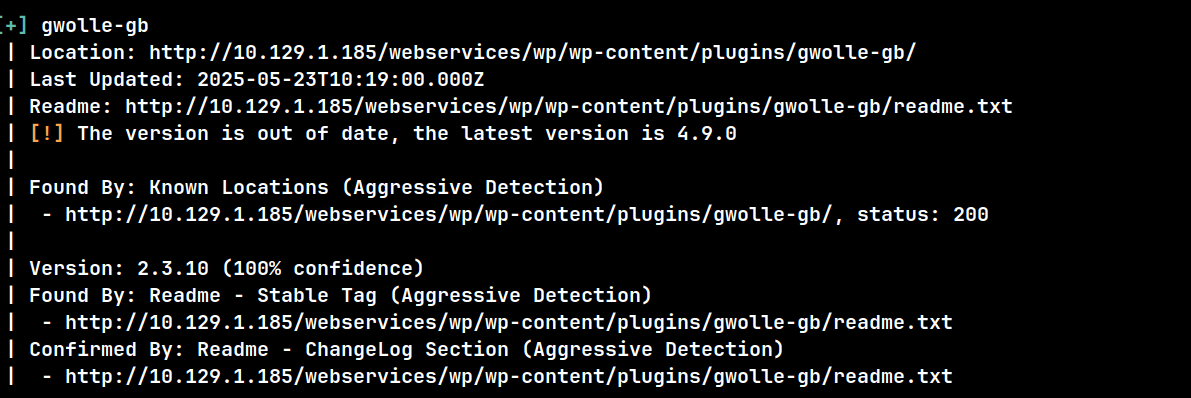 [+] gwolle-gb
| Location: http://10.129.1.185/webservices/wp/wp-content/plugins/gwolle-gb/
| Last Updated: 2025-05-23T10:19:00.000Z
| Readme: http://10.129.1.185/webservices/wp/wp-content/plugins/gwolle-gb/readme.txt
| [!] The version is out of date, the latest version is 4.9.0
|
| Found By: Known Locations (Aggressive Detection)
|  - http://10.129.1.185/webservices/wp/wp-content/plugins/gwolle-gb/, status: 200
|
| Version: 2.3.10 (100% confidence)
| Found By: Readme - Stable Tag (Aggressive Detection)
|  - http://10.129.1.185/webservices/wp/wp-content/plugins/gwolle-gb/readme.txt
| Confirmed By: Readme - ChangeLog Section (Aggressive Detection)
|  - http://10.129.1.185/webservices/wp/wp-content/plugins/gwolle-gb/readme.txt